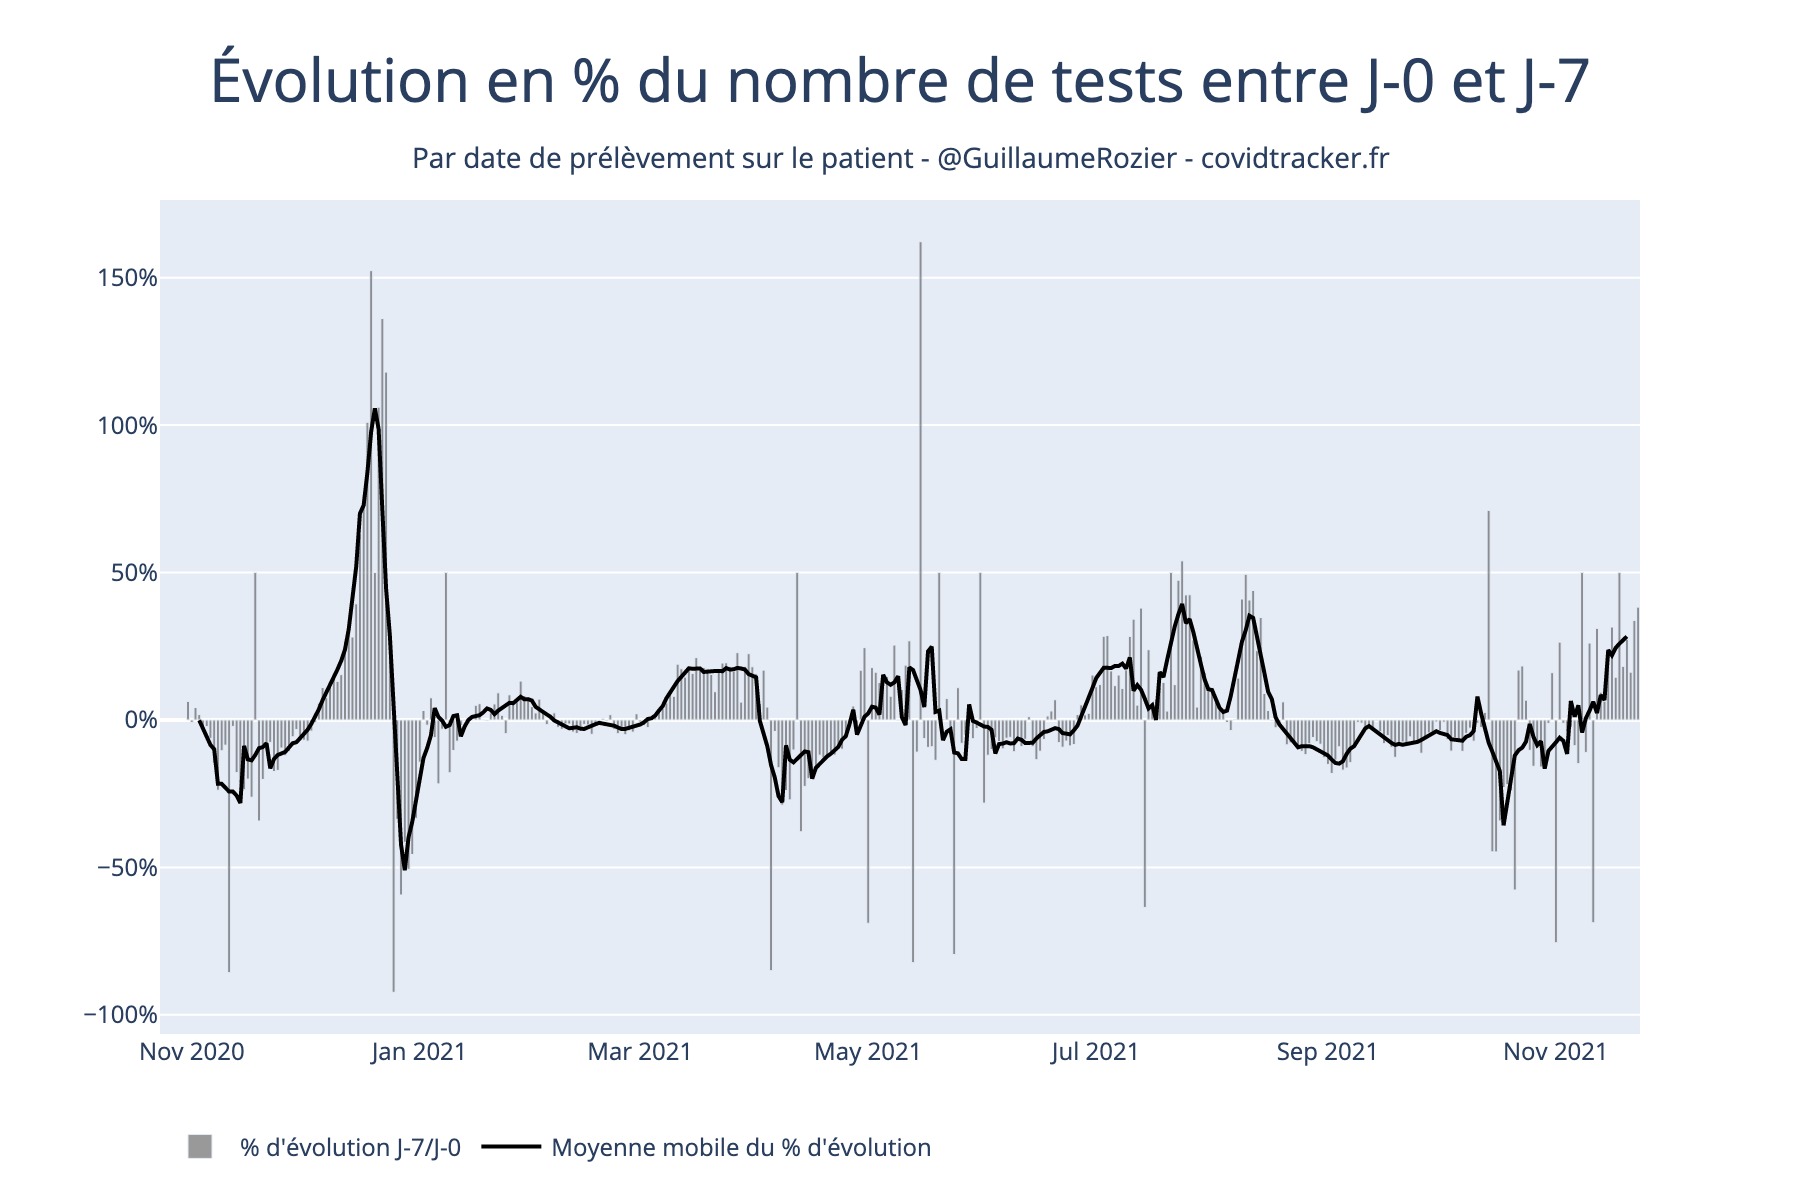 Évolution en % du nombre de tests entre J-0 et J-7
Par date de prélèvement sur le patient - @GuillaumeRozier - covidtracker.fr
150%
100%
50%
0%
−50%
−100%
Nov 2020
Jan 2021
Mar 2021
May 2021
Jul 2021
Sep 2021
Nov 2021
% d'évolution J-7/J-0
Moyenne mobile du % d'évolution